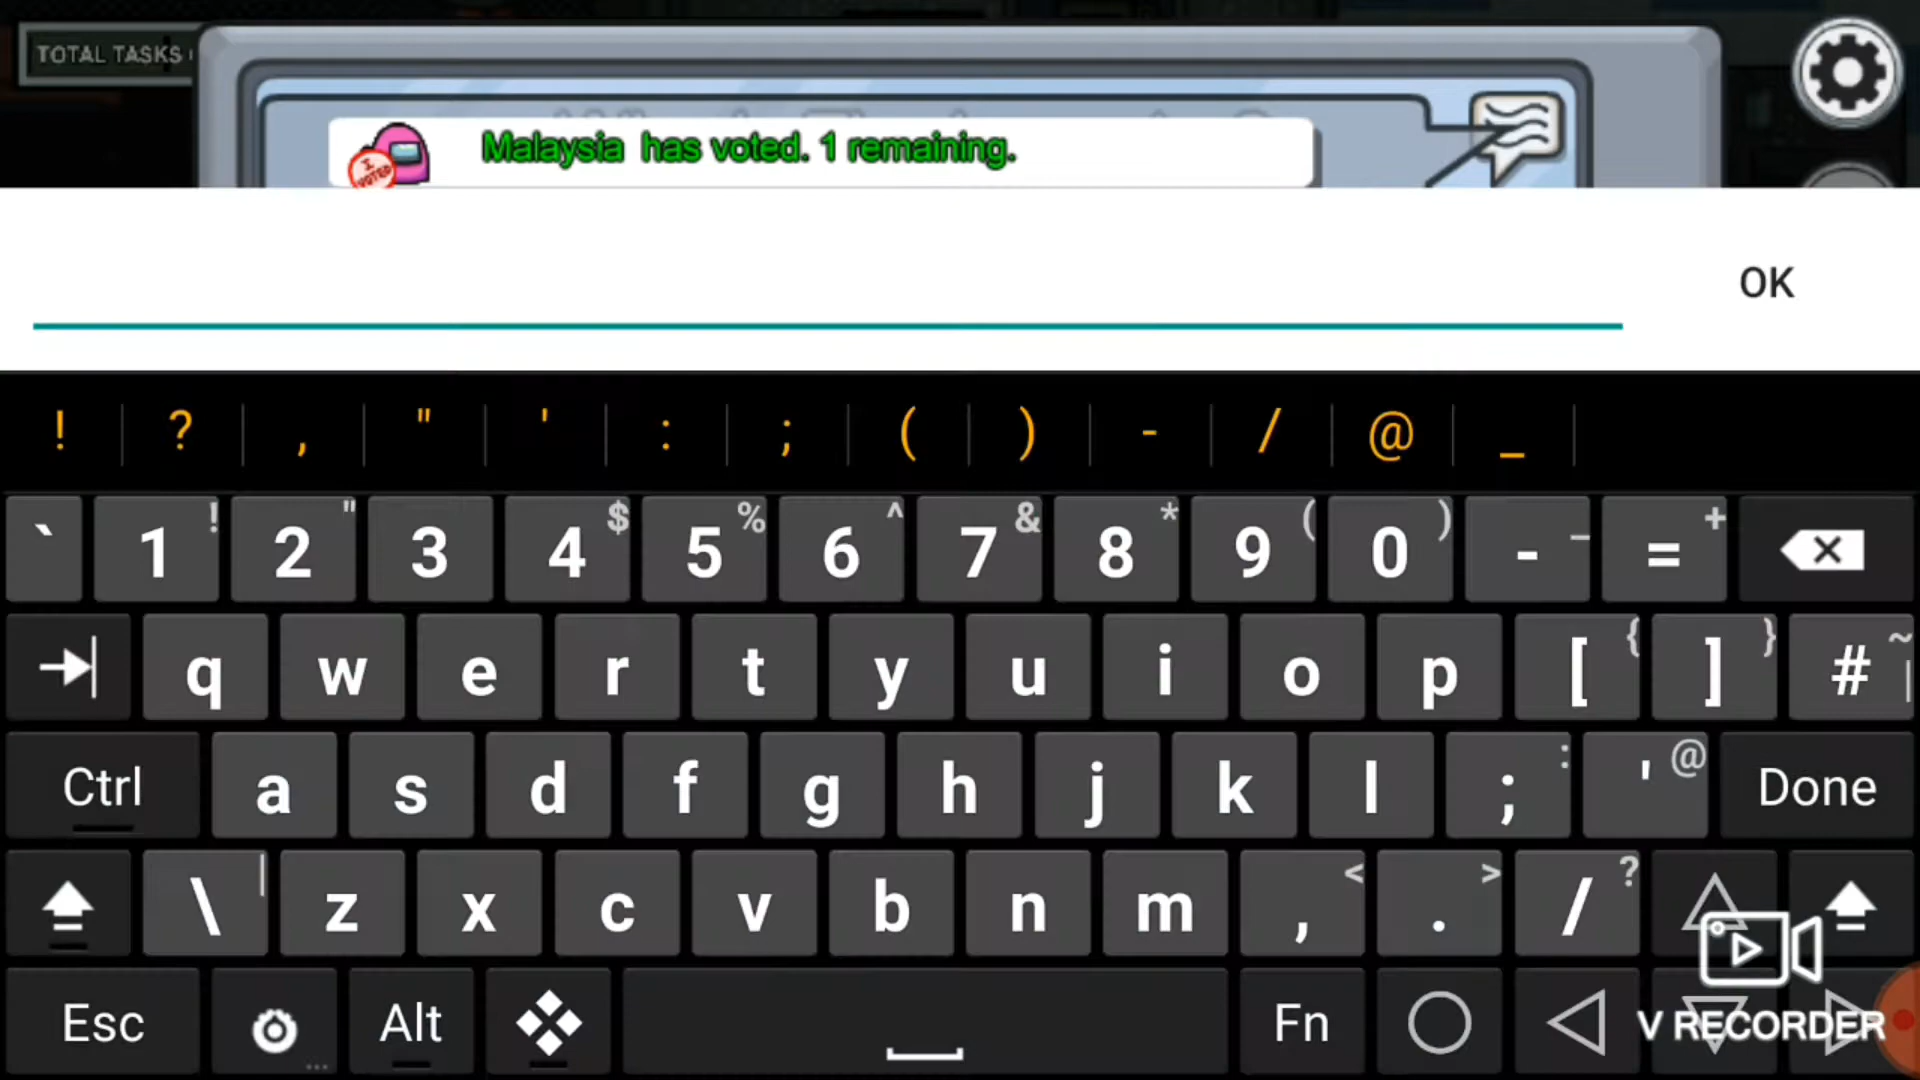 TOTAL TASKS
Malaysia has voted. 1 remaining.
I VOTED
OK
! ? , " ' : ; ( ) - / @ _
` 1 ! 2 " 3 4 $ 5 % 6 ^ 7 & 8 * 9 ( 0 ) - _ = +
q w e r t y u i o p [ { ] } # ~ |
Ctrl a s d f g h j k l ; : ' @ Done
\ | z x c v b n m , < . > / ?
Esc Alt Fn
V RECORDER